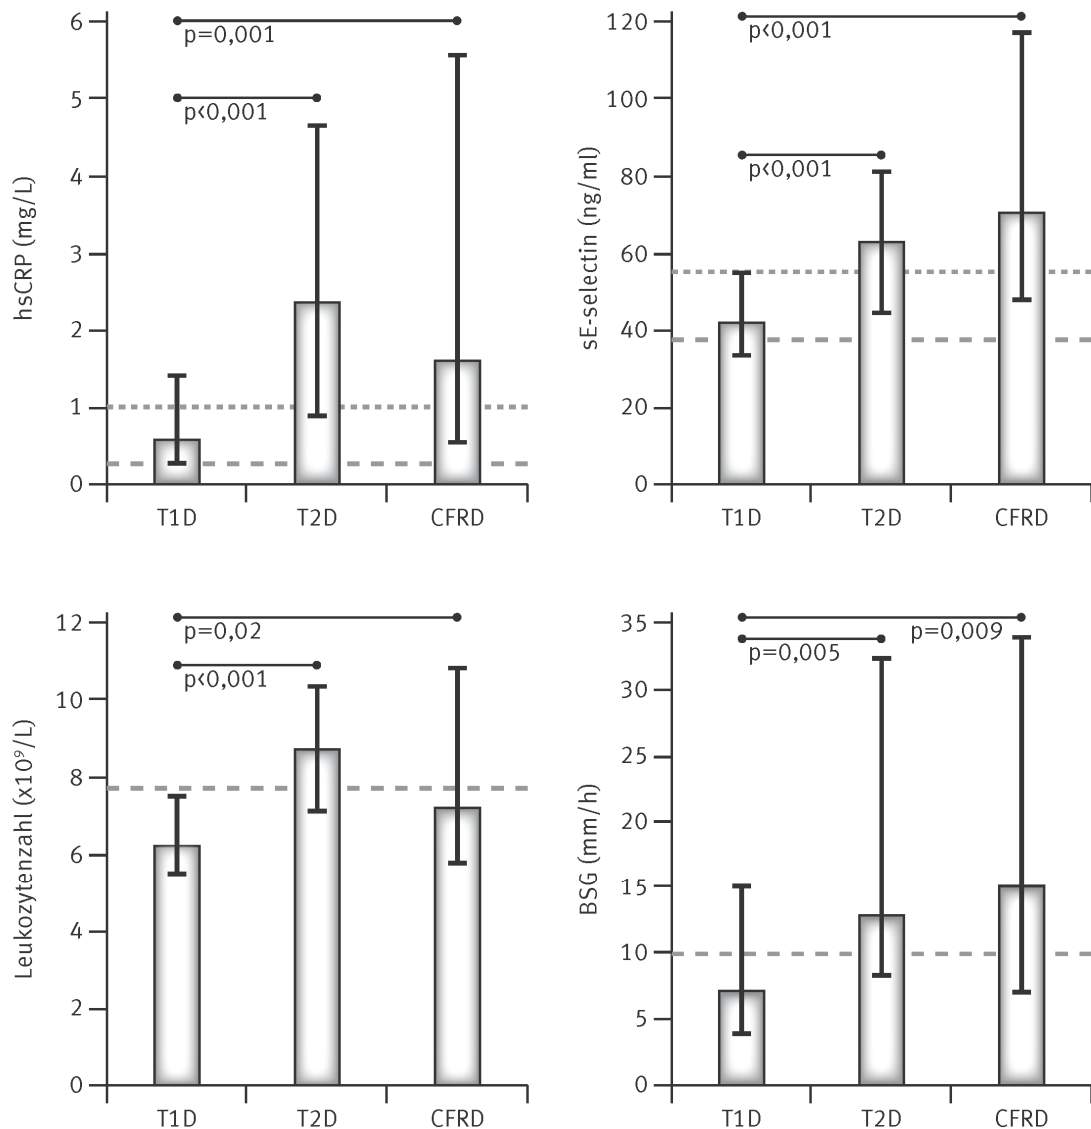 hsCRP (mg/L)
6
5
4
3
2
1
0
p=0,001
p<0,001
T1D
T2D
CFRD
sE-selectin (ng/ml)
120
100
80
60
40
20
0
p<0,001
p<0,001
T1D
T2D
CFRD
Leukozytenzahl (x10⁹/L)
12
10
8
6
4
2
0
p=0,02
p<0,001
T1D
T2D
CFRD
BSG (mm/h)
35
30
25
20
15
10
5
0
p=0,009
p=0,005
T1D
T2D
CFRD